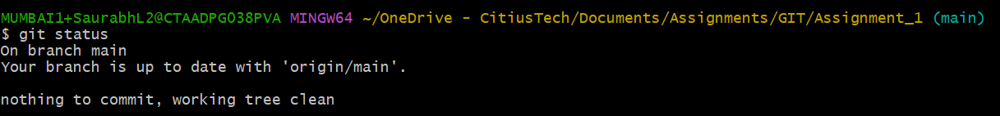 MUMBAI1+SaurabhL2@CTAADPG038PVA MINGW64 ~/OneDrive - CitiusTech/Documents/Assignments/GIT/Assignment_1 (main)
$ git status
On branch main
Your branch is up to date with 'origin/main'.
nothing to commit, working tree clean